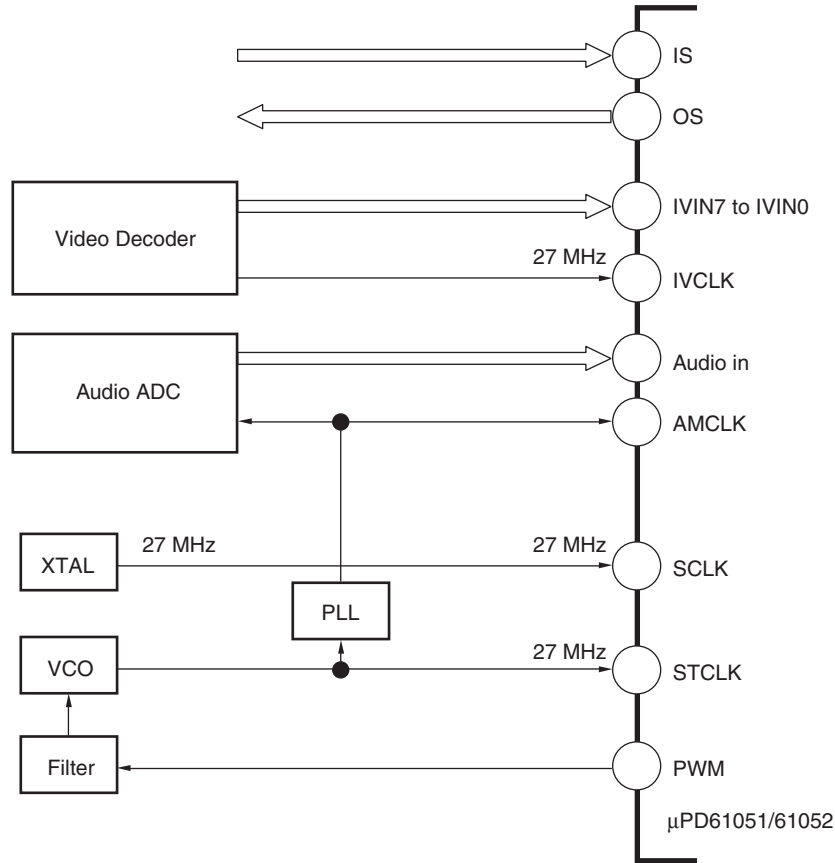 IS
OS
Video Decoder
IVIN7 to IVIN0
27 MHz
IVCLK
Audio ADC
Audio in
AMCLK
XTAL
27 MHz
27 MHz
SCLK
PLL
VCO
27 MHz
STCLK
Filter
PWM
μPD61051/61052